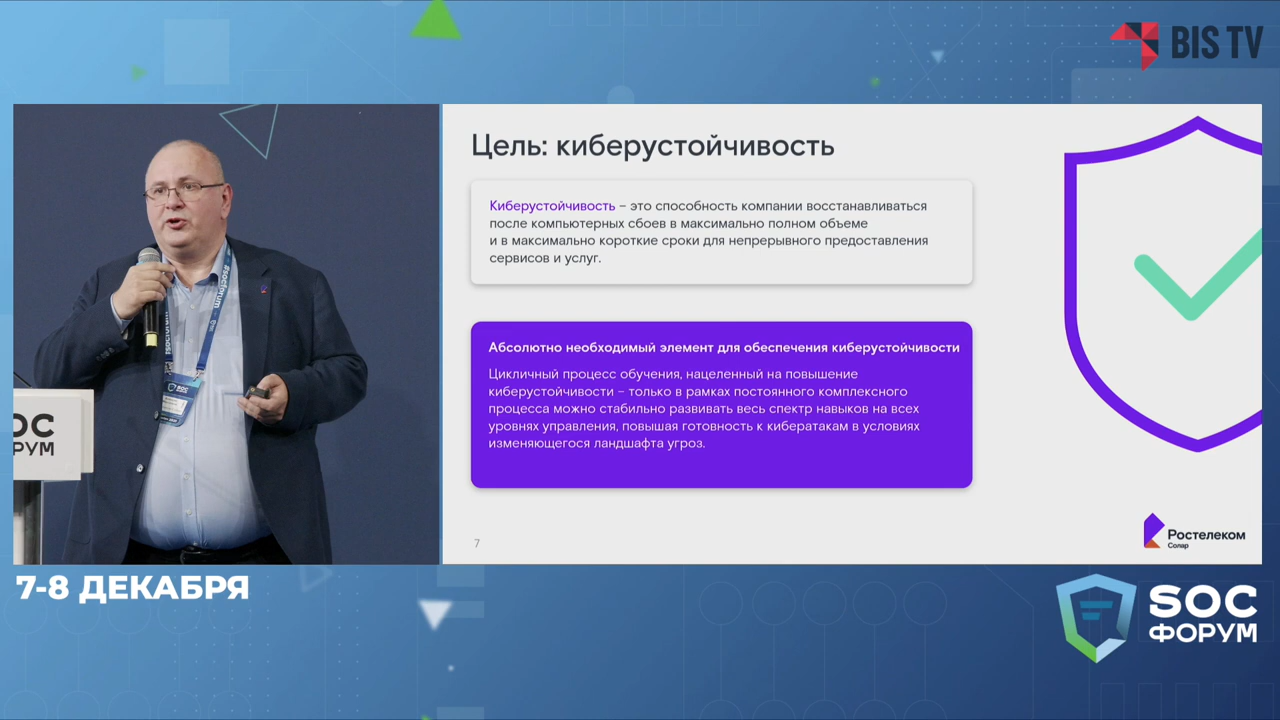 BIS TV
Цель: киберустойчивость
Киберустойчивость – это способность компании восстанавливаться
после компьютерных сбоев в максимально полном объеме
и в максимально короткие сроки для непрерывного предоставления
сервисов и услуг.
Абсолютно необходимый элемент для обеспечения киберустойчивости
Цикличный процесс обучения, нацеленный на повышение
киберустойчивости – только в рамках постоянного комплексного
процесса можно стабильно развивать весь спектр навыков на всех
уровнях управления, повышая готовность к кибератакам в условиях
изменяющегося ландшафта угроз.
7
Ростелеком
Солар
#socforum
SOC
7-8 ДЕКАБРЯ
SOC
ФОРУМ